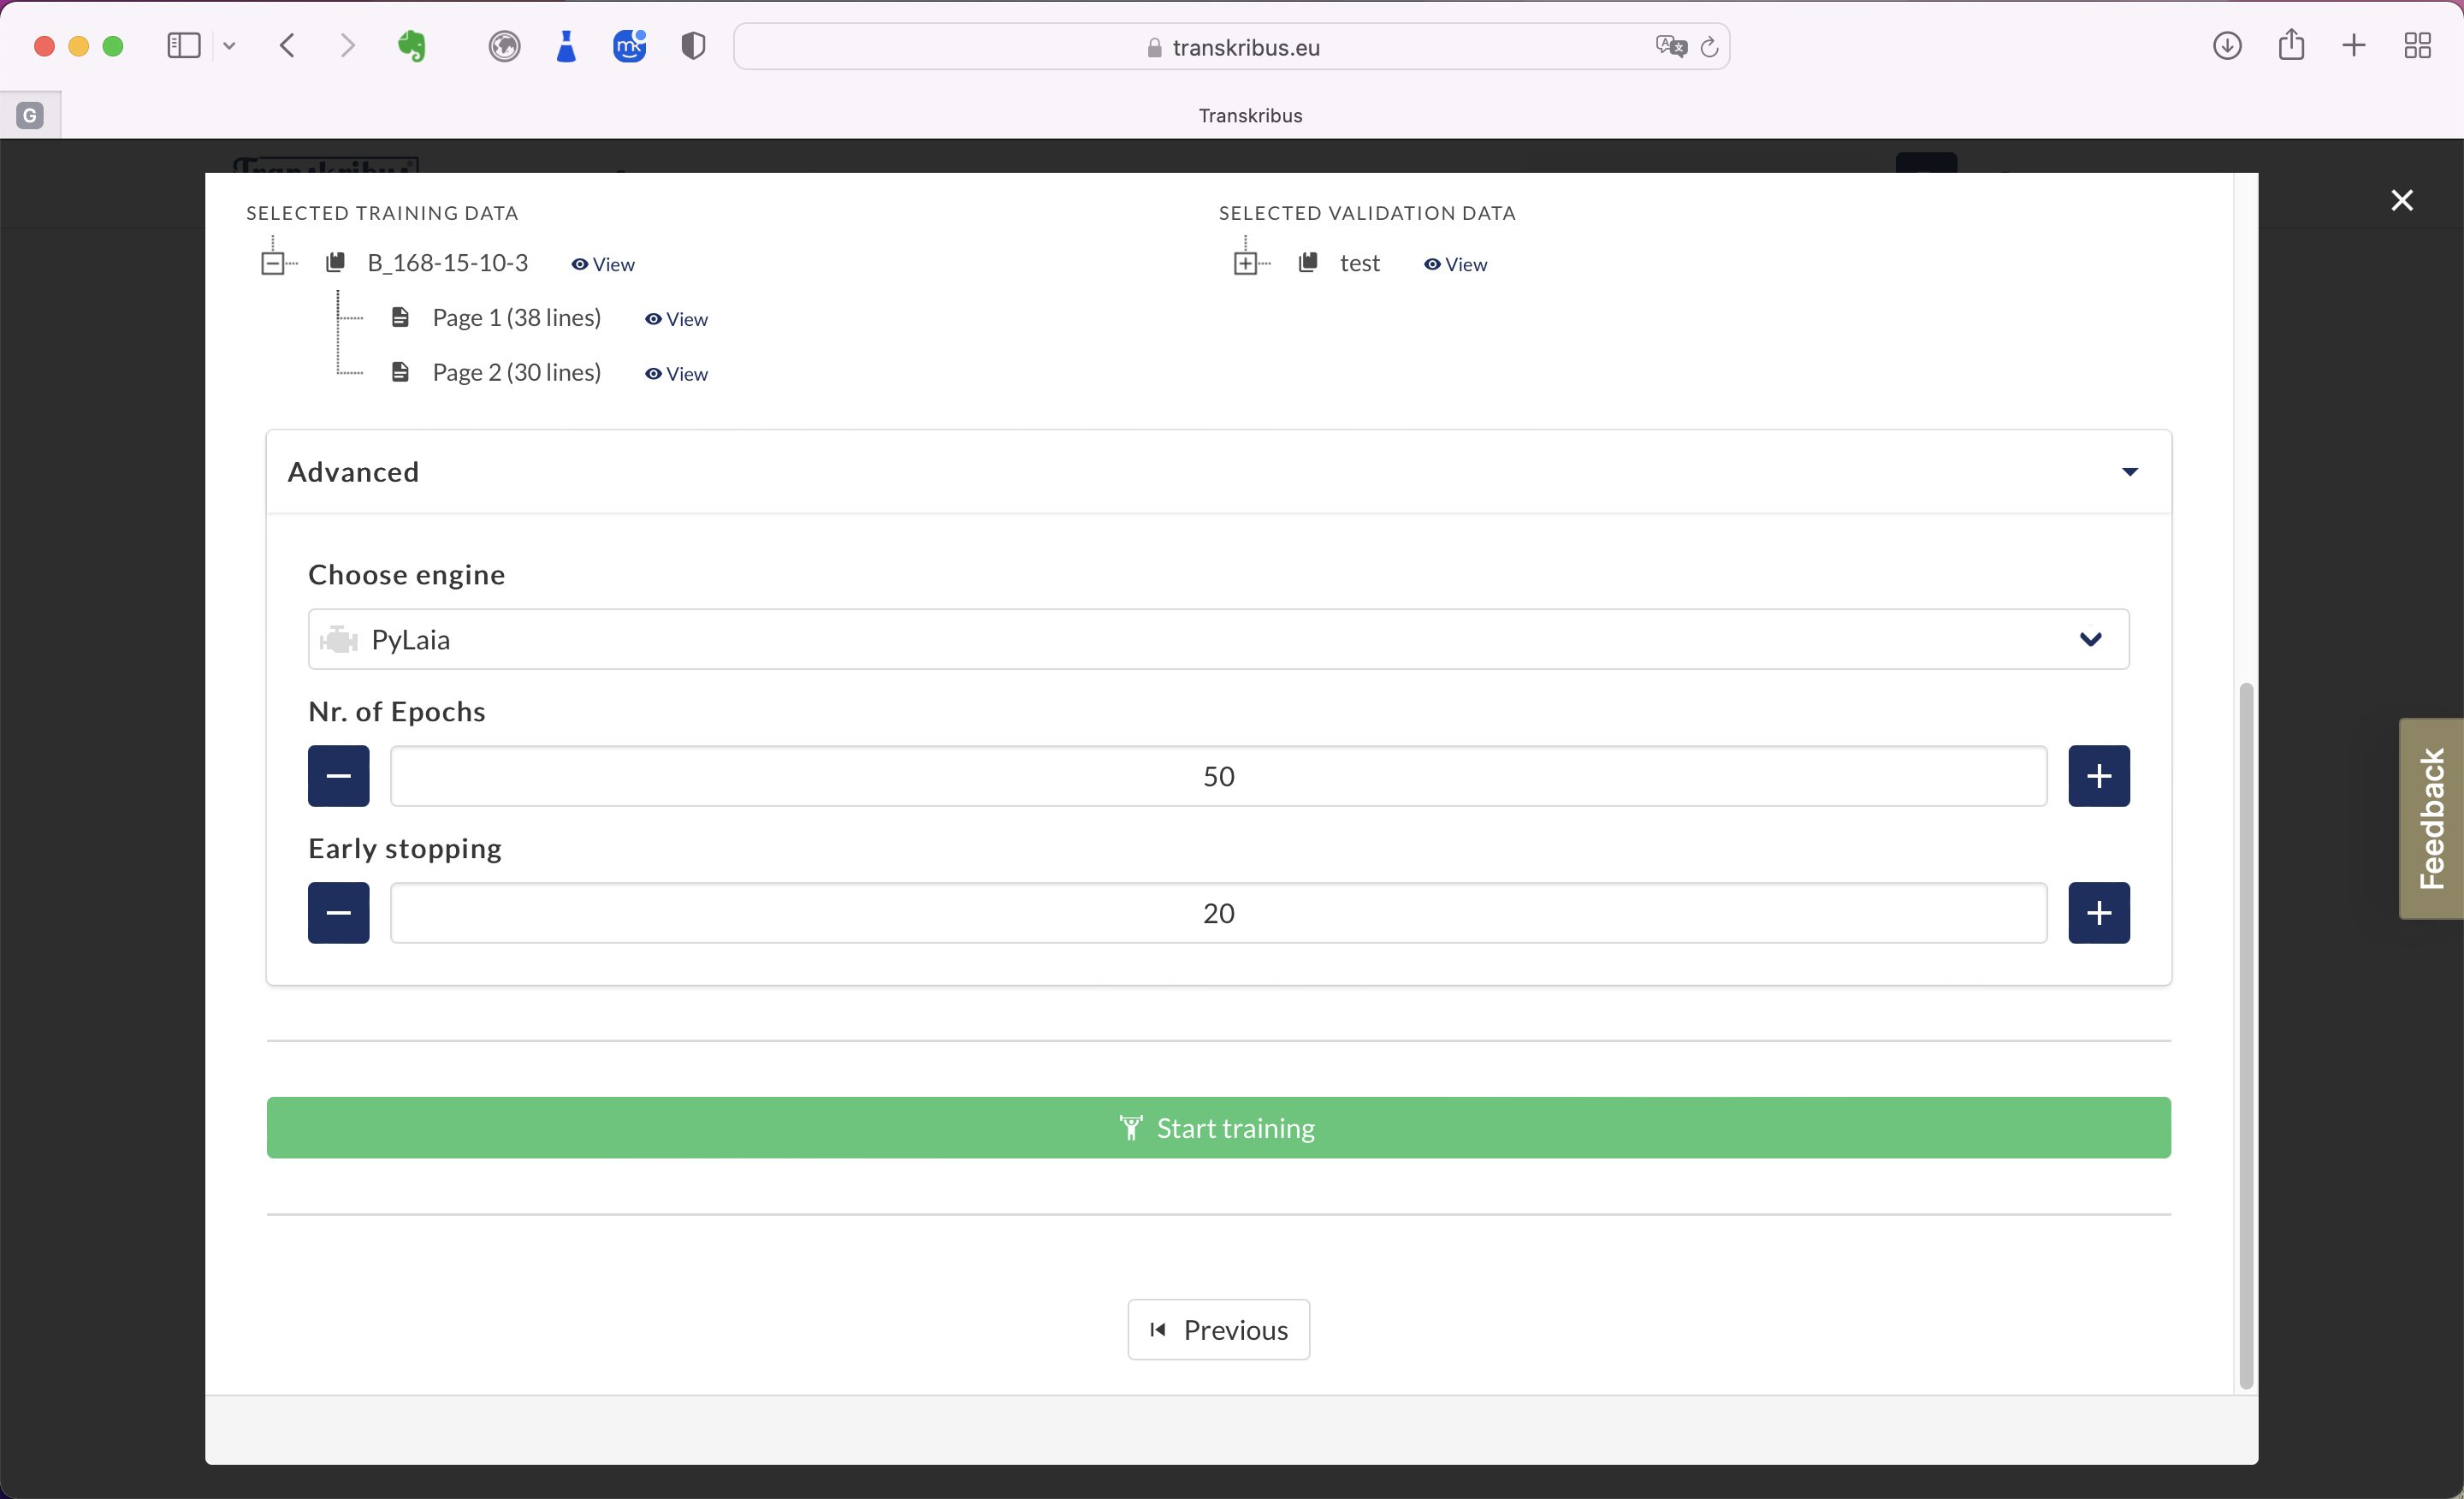 transkribus.eu
G
Transkribus
Transkribus
SELECTED TRAINING DATA
SELECTED VALIDATION DATA
B_168-15-10-3 View
test View
Page 1 (38 lines) View
Page 2 (30 lines) View
Advanced
Choose engine
PyLaia
Nr. of Epochs
50
Early stopping
20
Feedback
Start training
Previous